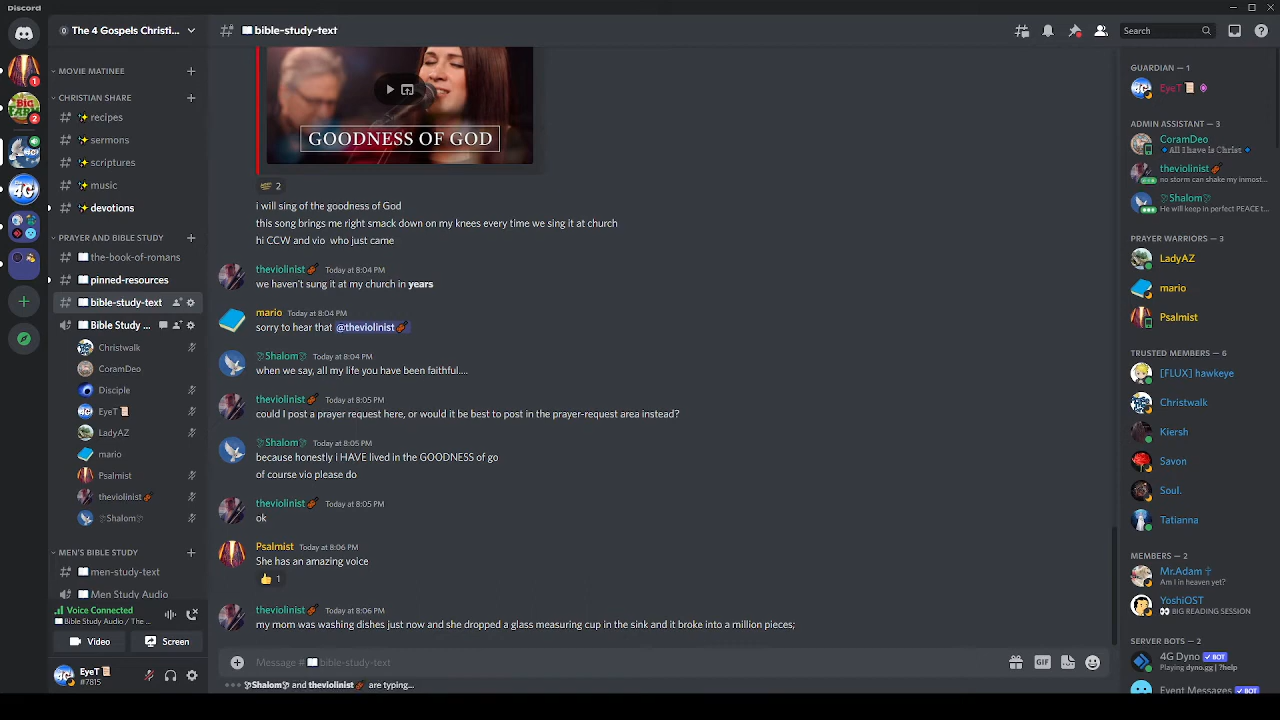 Discord
The 4 Gospels Christi...
MOVIE MATINEE
CHRISTIAN SHARE
recipes
sermons
scriptures
music
devotions
PRAYER AND BIBLE STUDY
the-book-of-romans
pinned-resources
bible-study-text
Bible Study ...
Christwalk
CoramDeo
Disciple
EyeT
LadyAZ
mario
Psalmist
theviolinist
Shalom
MEN'S BIBLE STUDY
men-study-text
Men Study Audio
Voice Connected
Bible Study Audio / The ...
Video
Screen
EyeT
#7815
1
2
4G
bible-study-text
Search
GOODNESS OF GOD
2
i will sing of the goodness of God
this song brings me right smack down on my knees every time we sing it at church
hi CCW and vio who just came
theviolinist Today at 8:04 PM
we haven't sung it at my church in years
mario Today at 8:04 PM
sorry to hear that @theviolinist
Shalom Today at 8:04 PM
when we say, all my life you have been faithful....
theviolinist Today at 8:05 PM
could I post a prayer request here, or would it be best to post in the prayer-request area instead?
Shalom Today at 8:05 PM
because honestly i HAVE lived in the GOODNESS of go
of course vio please do
theviolinist Today at 8:05 PM
ok
Psalmist Today at 8:06 PM
She has an amazing voice
1
theviolinist Today at 8:06 PM
my mom was washing dishes just now and she dropped a glass measuring cup in the sink and it broke into a million pieces;
Message #bible-study-text
GIF
Shalom and theviolinist are typing...
GUARDIAN — 1
EyeT
ADMIN ASSISTANT — 3
CoramDeo
All I have is Christ
theviolinist
no storm can shake my inmost...
Shalom
He will keep in perfect PEACE t...
PRAYER WARRIORS — 3
LadyAZ
mario
Psalmist
TRUSTED MEMBERS — 6
[FLUX] hawkeye
Christwalk
Kiersh
Savon
Soul.
Tatianna
MEMBERS — 2
Mr.Adam
Am I in heaven yet?
YoshiOST
BIG READING SESSION
SERVER BOTS — 2
4G Dyno BOT
Playing dyno.gg | ?help
Event Messages BOT